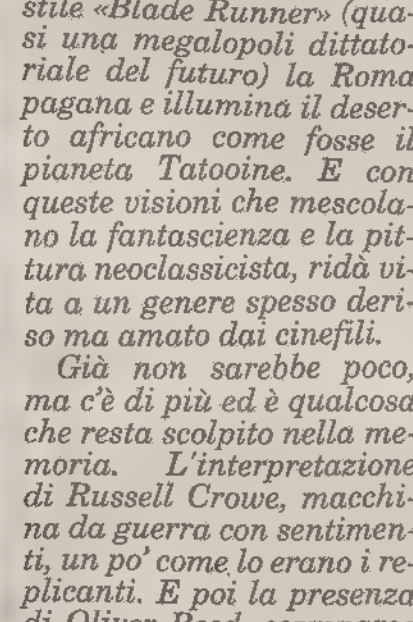 stile «Blade Runner» (qua-
si una megalopoli dittato-
riale del futuro) la Roma
pagana e illumina il deser-
to africano come fosse il
pianeta Tatooine. E con
queste visioni che mescola-
no la fantascienza e la pit-
tura neoclassicista, ridà vi-
ta a un genere spesso deri-
so ma amato dai cinefili.
Già non sarebbe poco,
ma c'è di più ed è qualcosa
che resta scolpito nella me-
moria. L'interpretazione
di Russell Crowe, macchi-
na da guerra con sentimen-
ti, un po' come lo erano i re-
plicanti. E poi la presenza
di Oliver Reed,